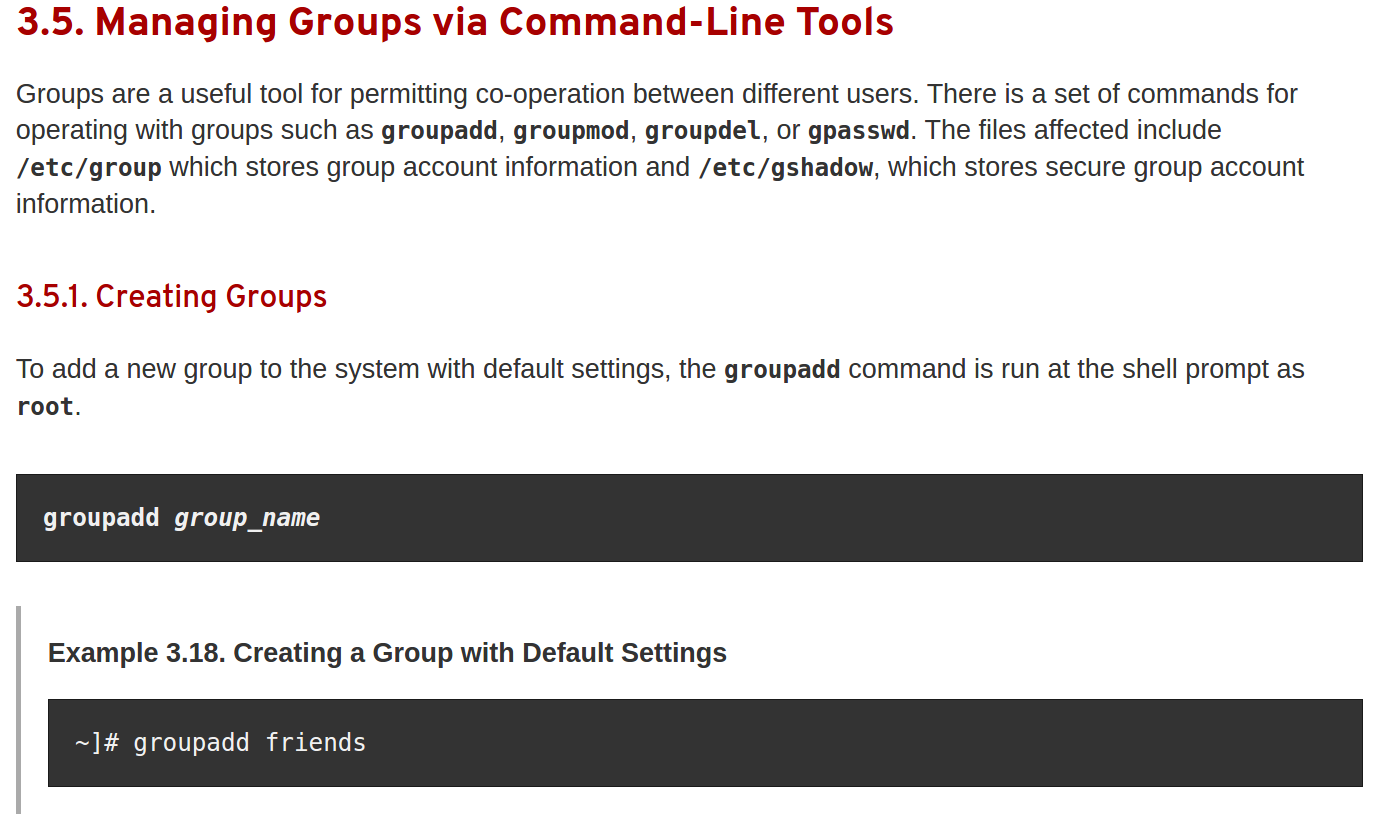 3.5. Managing Groups via Command-Line Tools
Groups are a useful tool for permitting co-operation between different users. There is a set of commands for
operating with groups such as groupadd, groupmod, groupdel, or gpasswd. The files affected include
/etc/group which stores group account information and /etc/gshadow, which stores secure group account
information.
3.5.1. Creating Groups
To add a new group to the system with default settings, the groupadd command is run at the shell prompt as
root.
groupadd group_name
Example 3.18. Creating a Group with Default Settings
~]# groupadd friends